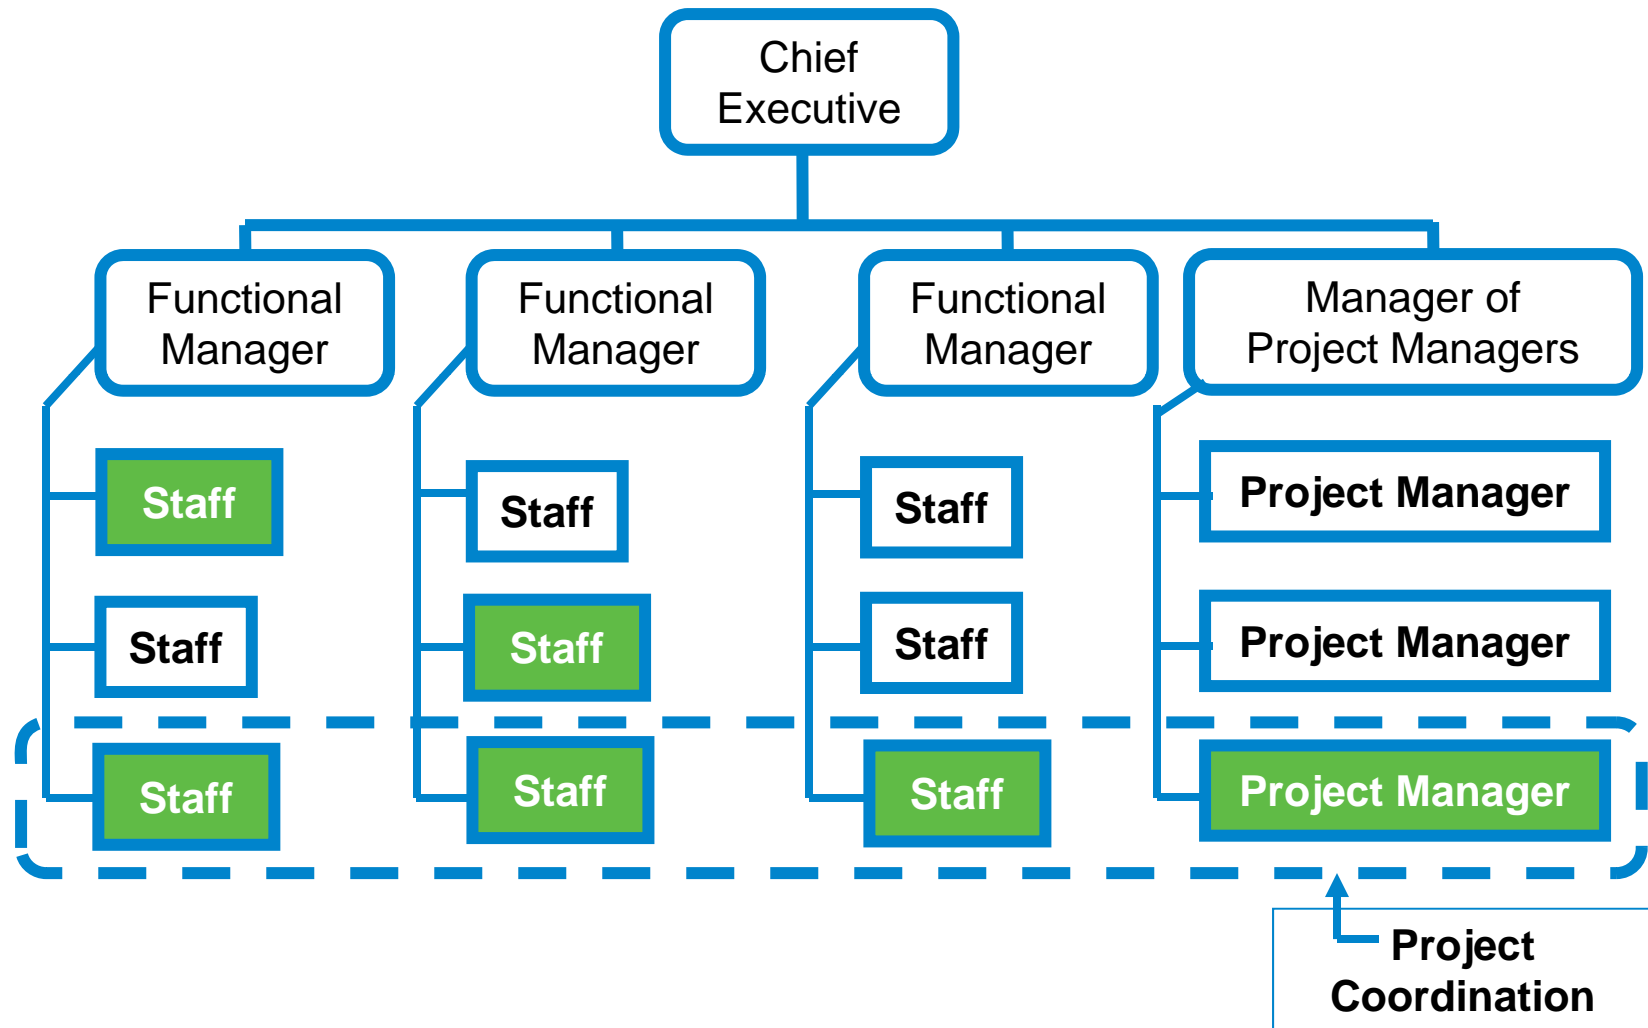 Chief
Executive
Functional
Manager
Functional
Manager
Functional
Manager
Manager of
Project Managers
Staff
Staff
Staff
Project Manager
Staff
Staff
Staff
Project Manager
Staff
Staff
Staff
Project Manager
Project
Coordination